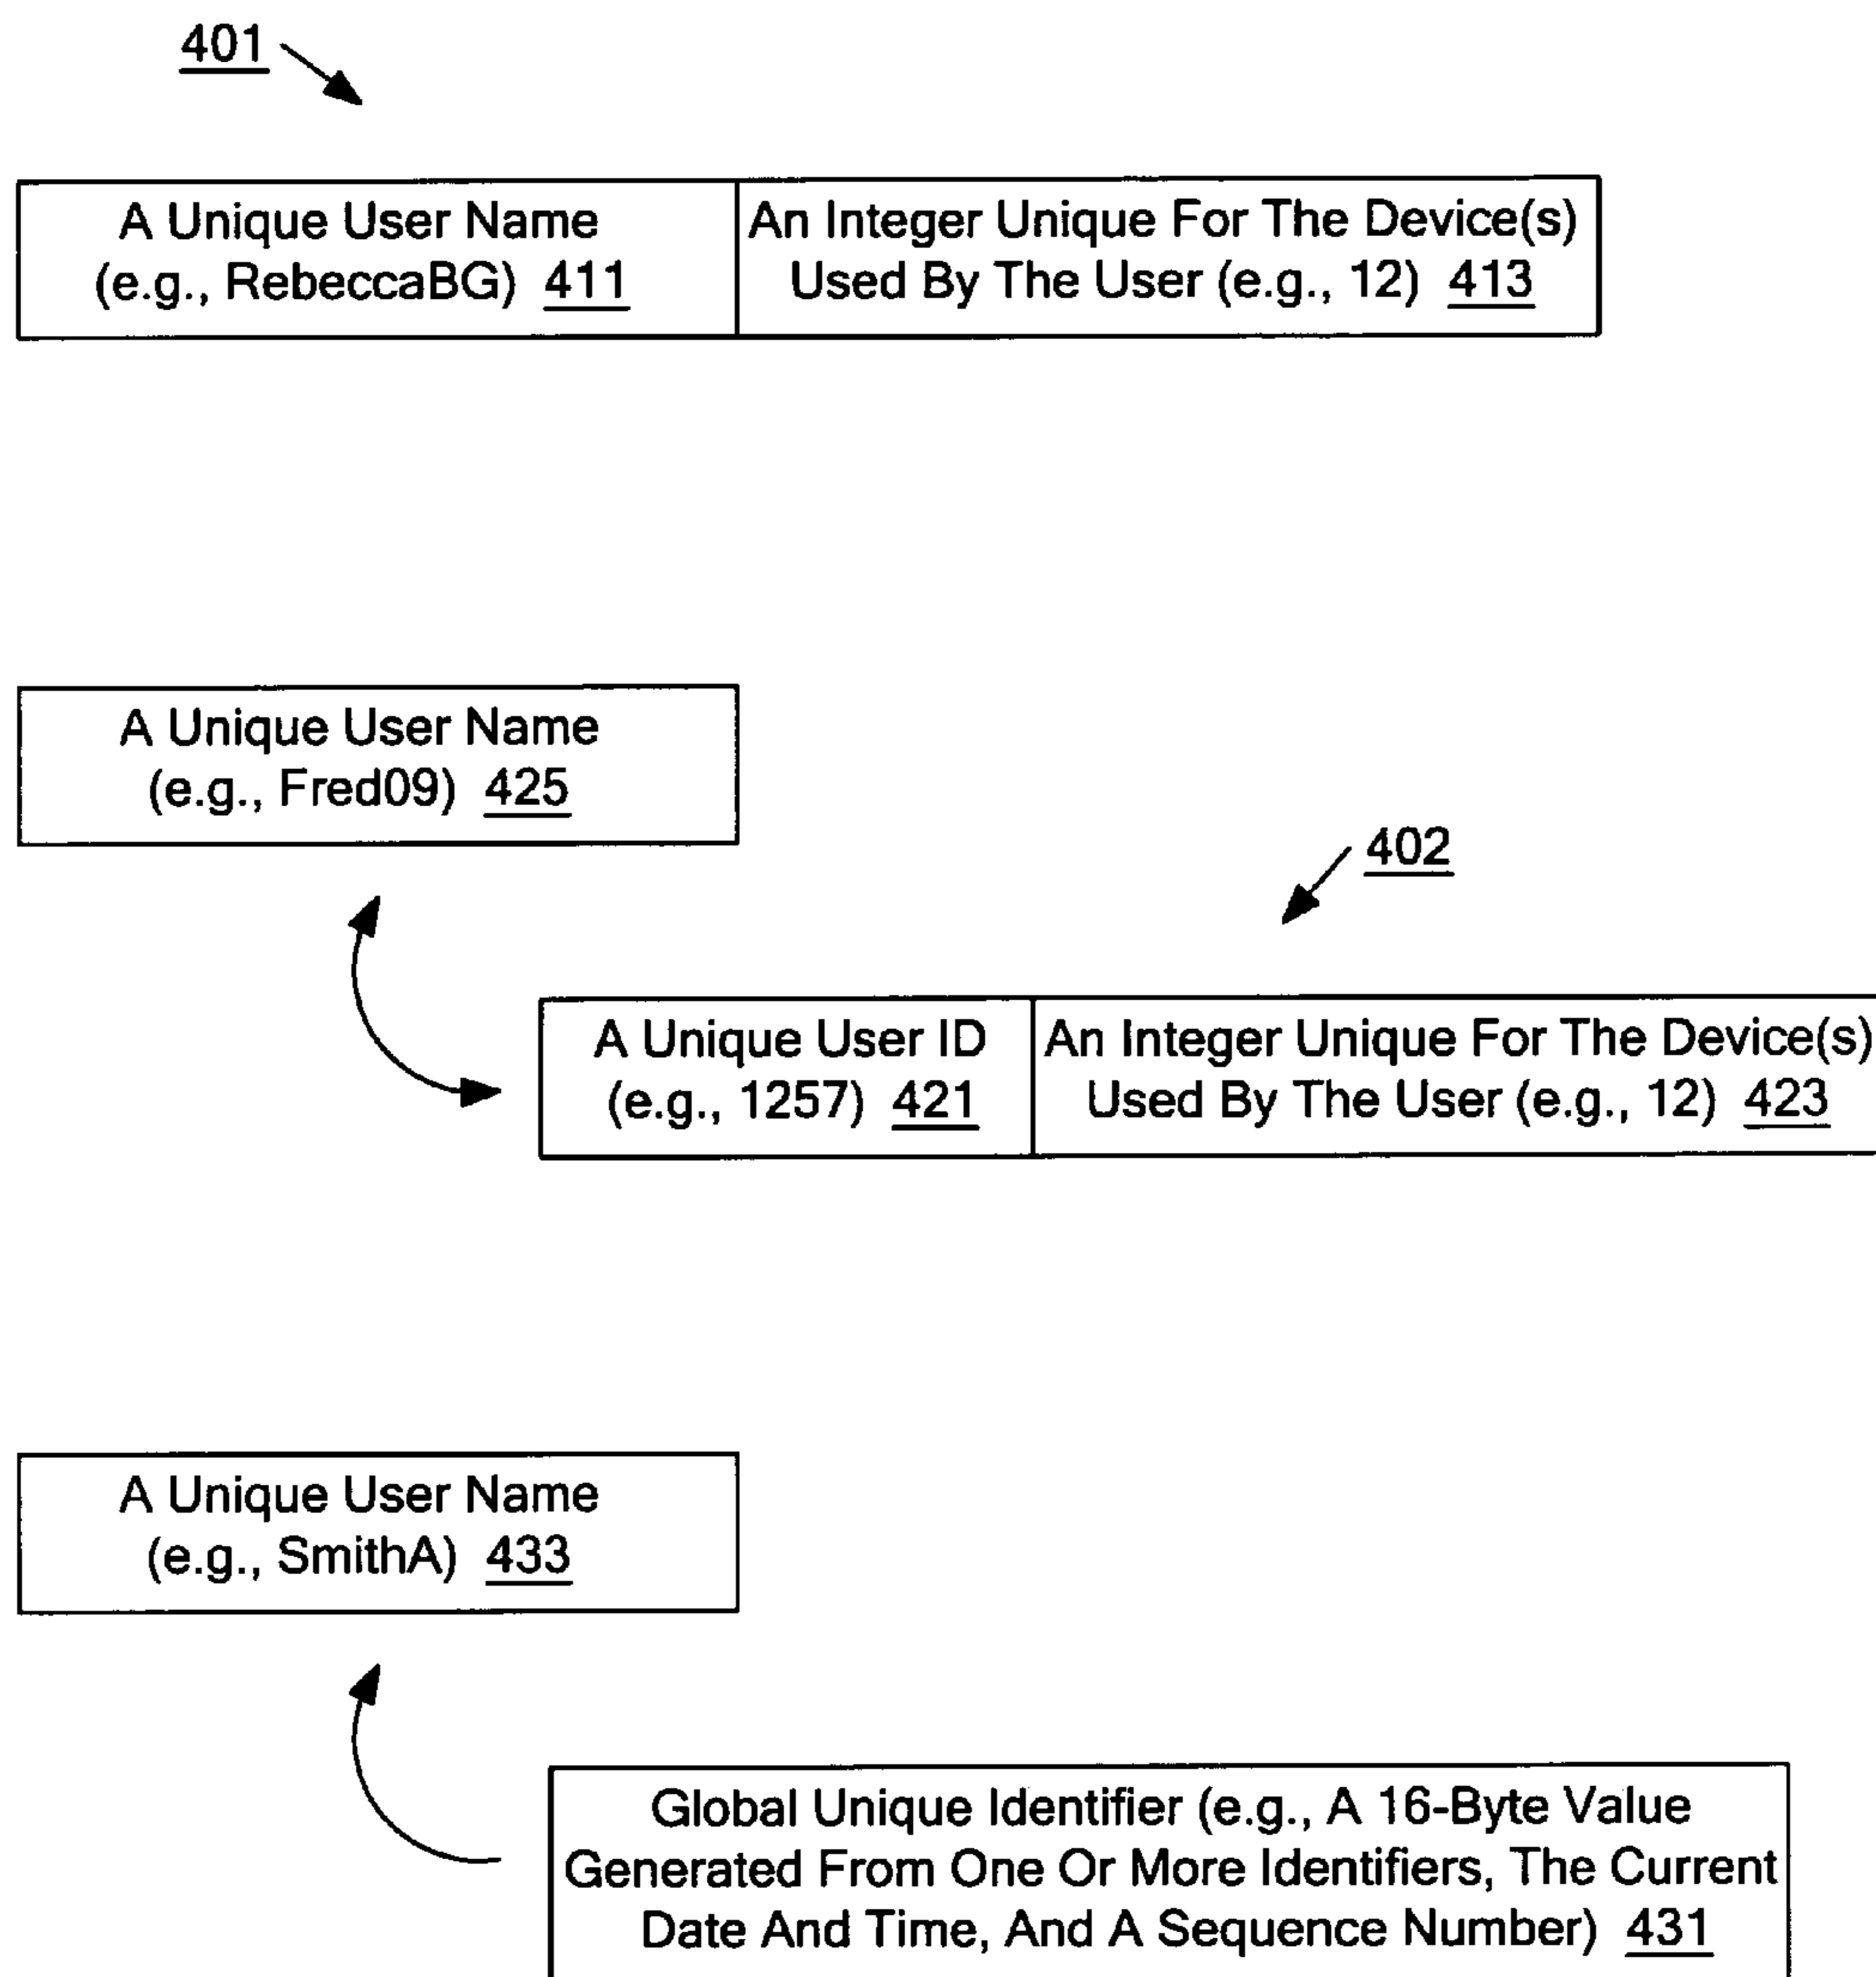 401
A Unique User Name
(e.g., RebeccaBG) 411
An Integer Unique For The Device(s)
Used By The User (e.g., 12) 413
A Unique User Name
(e.g., Fred09) 425
402
A Unique User ID
(e.g., 1257) 421
An Integer Unique For The Device(s)
Used By The User (e.g., 12) 423
A Unique User Name
(e.g., SmithA) 433
Global Unique Identifier (e.g., A 16-Byte Value
Generated From One Or More Identifiers, The Current
Date And Time, And A Sequence Number) 431